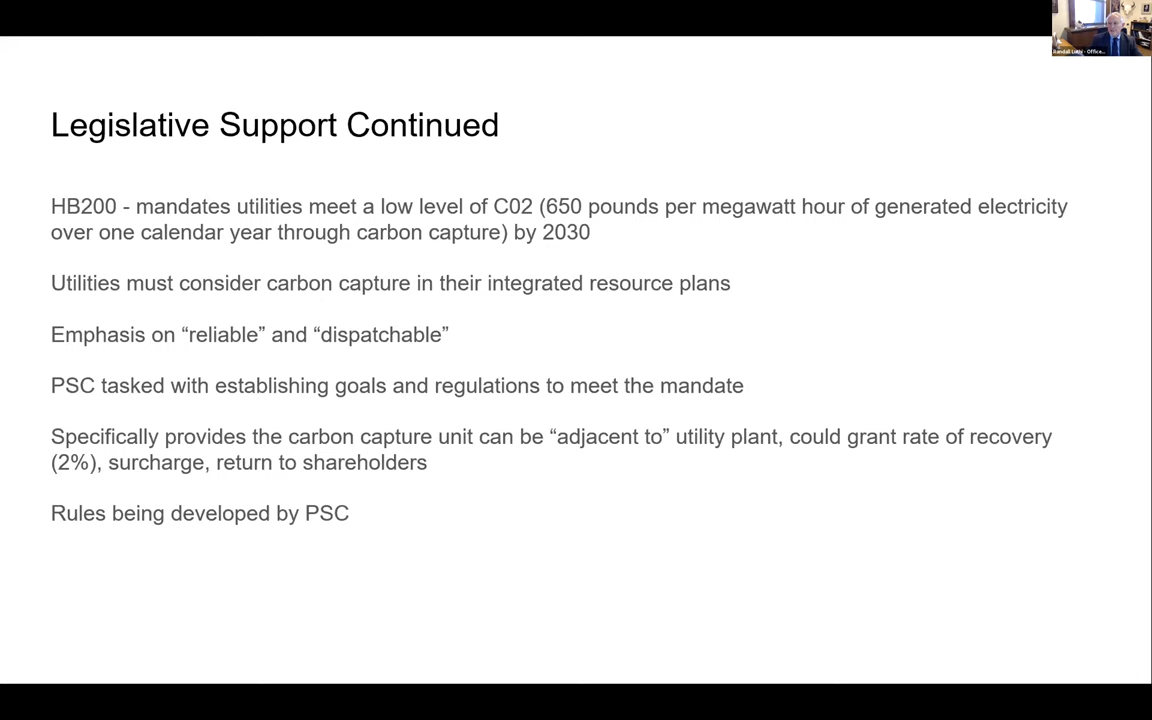 Randall Luthi - Office...
Legislative Support Continued
HB200 - mandates utilities meet a low level of C02 (650 pounds per megawatt hour of generated electricity
over one calendar year through carbon capture) by 2030
Utilities must consider carbon capture in their integrated resource plans
Emphasis on “reliable” and “dispatchable”
PSC tasked with establishing goals and regulations to meet the mandate
Specifically provides the carbon capture unit can be “adjacent to” utility plant, could grant rate of recovery
(2%), surcharge, return to shareholders
Rules being developed by PSC